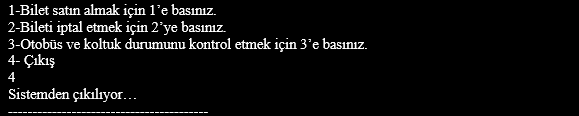 1-Bilet satın almak için 1’e basınız.
2-Bileti iptal etmek için 2’ye basınız.
3-Otobüs ve koltuk durumunu kontrol etmek için 3’e basınız.
4- Çıkış
4
Sistemden çıkılıyor…
-----------------------------------------